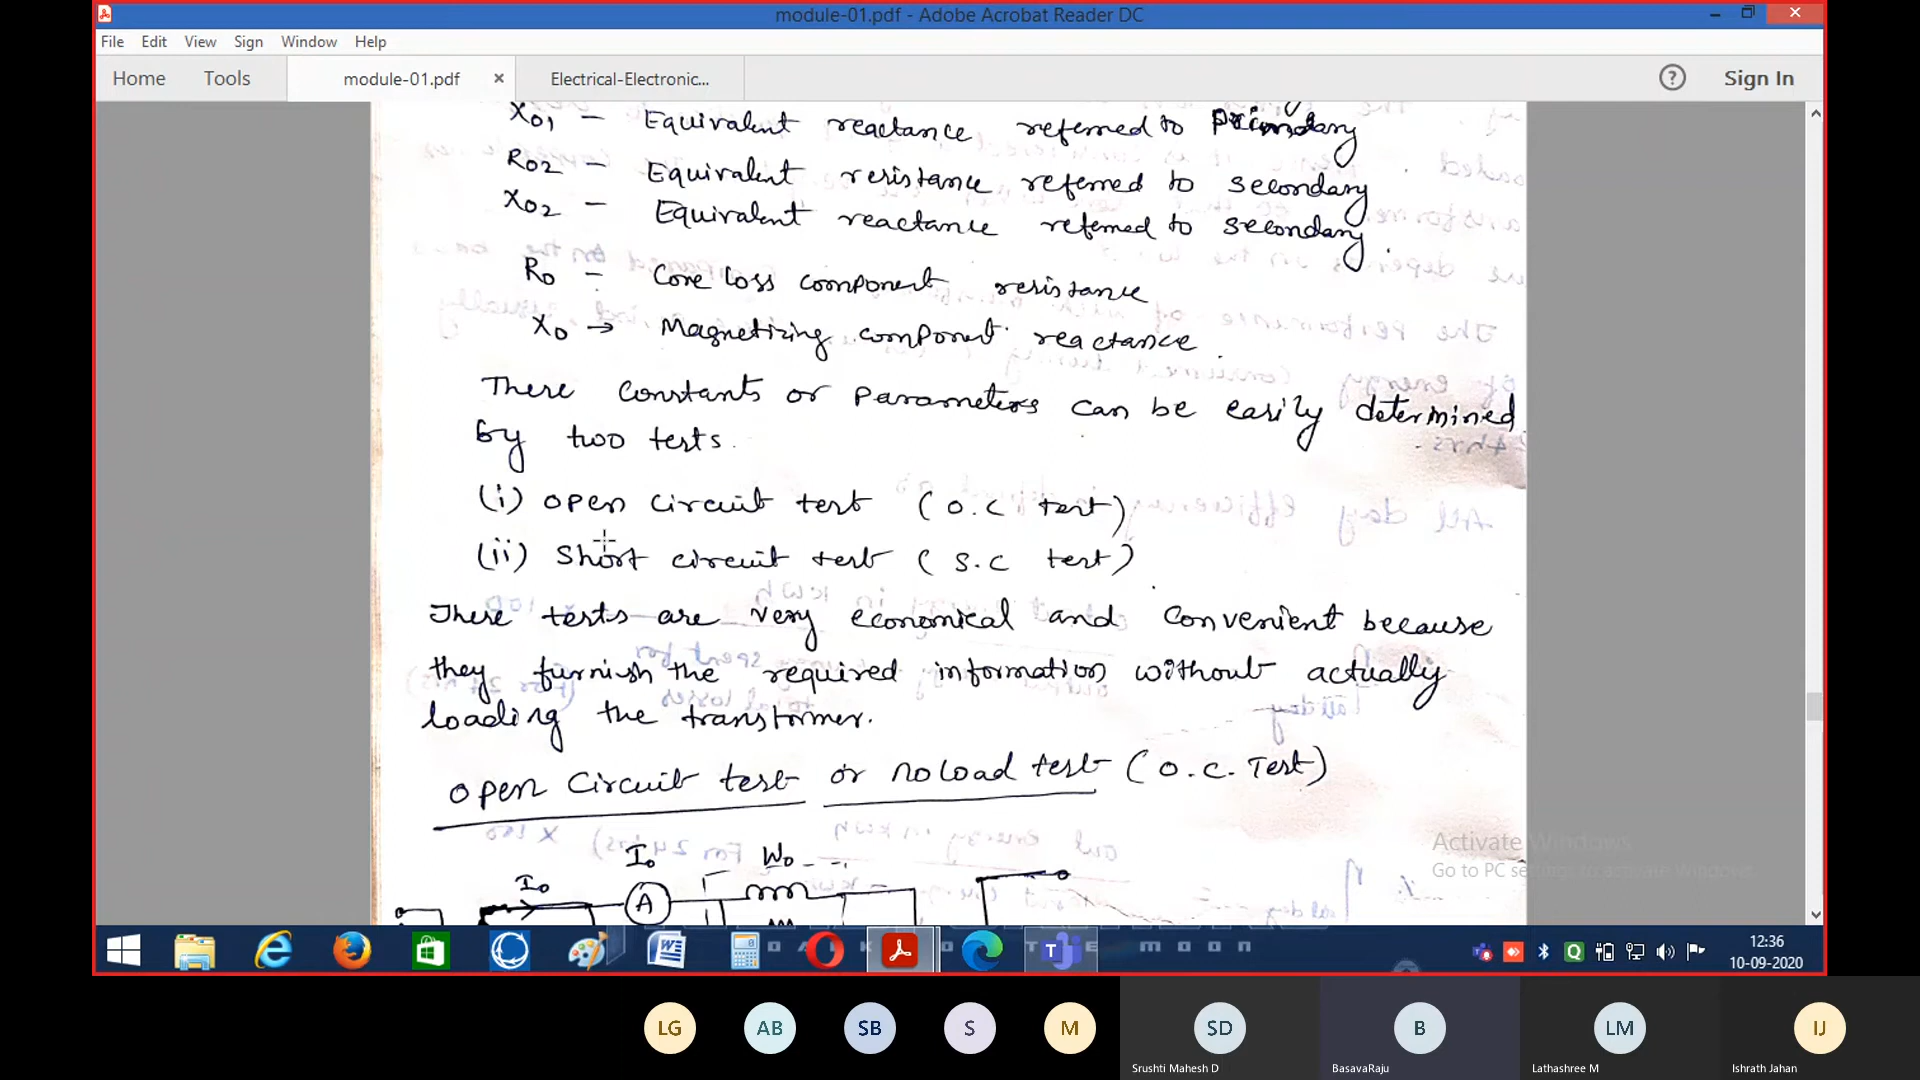 module-01.pdf - Adobe Acrobat Reader DC
File Edit View Sign Window Help
Home Tools module-01.pdf × Electrical-Electronic... ? Sign In
X01 - Equivalent reactance referred to primary
R02 - Equivalent resistance referred to secondary
X02 - Equivalent reactance referred to secondary.
R0 - Core loss component resistance
X0 → Magnetizing component reactance.
These constants or parameters can be easily determined
by two tests.
(i) open circuit test (O.C test)
(ii) Short circuit test (S.C test)
These tests are very economical and convenient because
they furnish the required information without actually
loading the transformer.
open circuit test or no load test (O.C. Test)
I0 W0
I0
A
Activate Windows
Go to PC settings to activate Windows.
12:36
10-09-2020
LG AB SB S M SD B LM IJ
Srushti Mahesh D BasavaRaju Lathashree M Ishrath Jahan